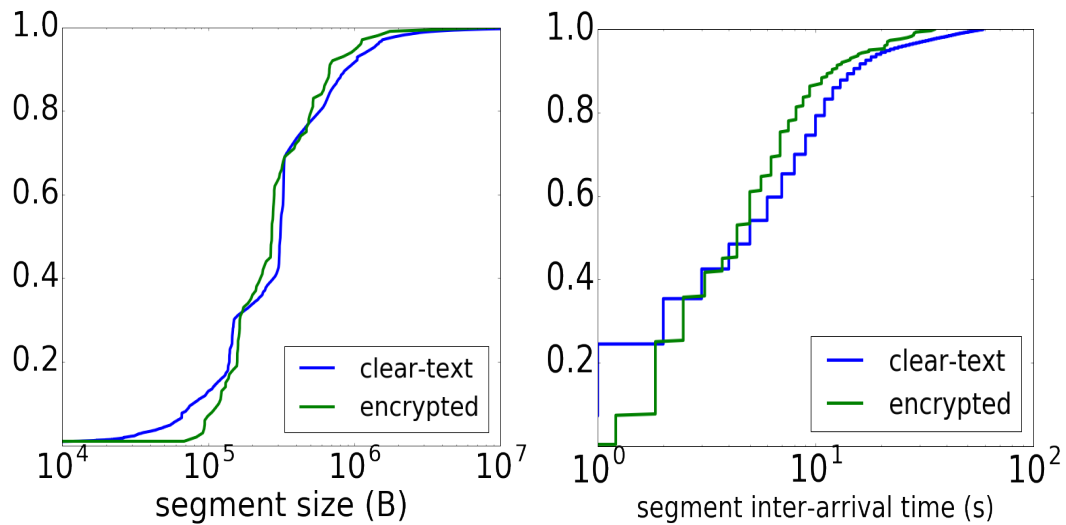 1.0
0.8
0.6
0.4
0.2
10^4 10^5 10^6 10^7
segment size (B)
clear-text
encrypted
1.0
0.8
0.6
0.4
0.2
10^0 10^1 10^2
segment inter-arrival time (s)
clear-text
encrypted